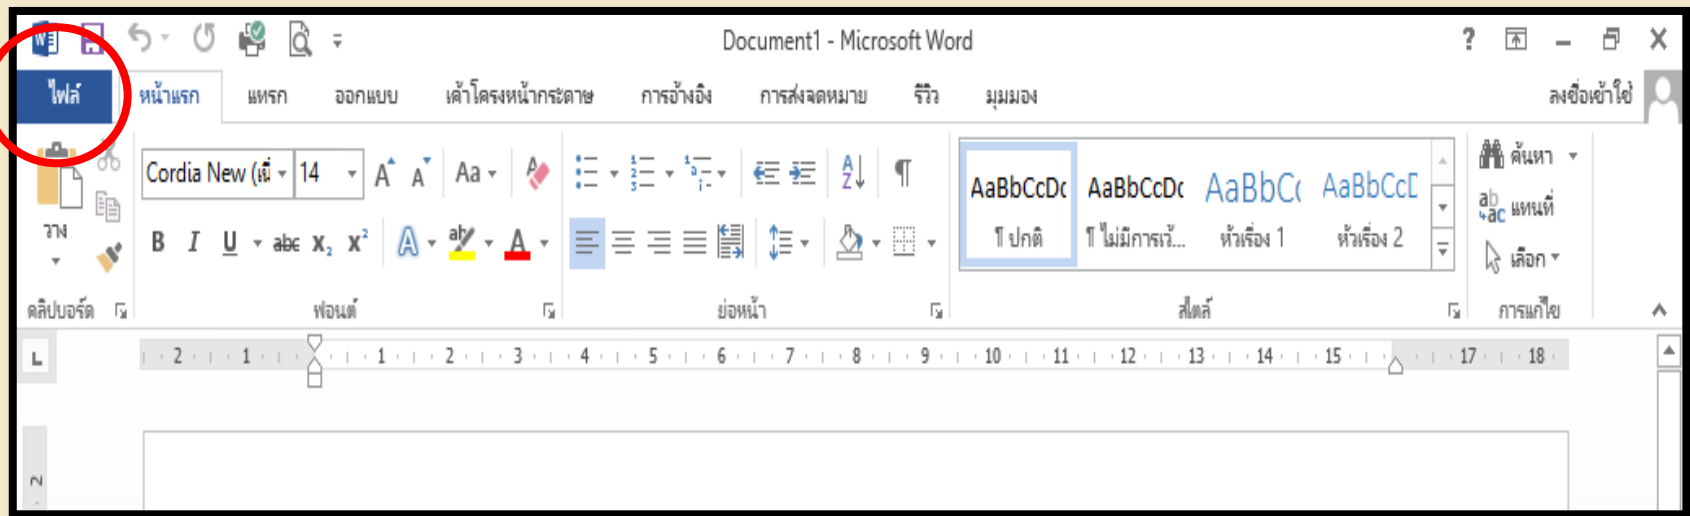 Document1 - Microsoft Word
ไฟล์ หน้าแรก แทรก ออกแบบ เค้าโครงหน้ากระดาษ การอ้างอิง การส่งจดหมาย รีวิว มุมมอง ลงชื่อเข้าใช้
Cordia New (เนื้ 14 Aa ค้นหา
AaBbCcDc AaBbCcDc AaBbC AaBbCcD
วาง B I U abc X₂ X² A ab A ¶ ปกติ ¶ ไม่มีการเว้... หัวเรื่อง 1 หัวเรื่อง 2 abac แทนที่
เลือก
คลิปบอร์ด ฟอนต์ ย่อหน้า สไตล์ การแก้ไข
L 2 1 1 2 3 4 5 6 7 8 9 10 11 12 13 14 15 17 18
2